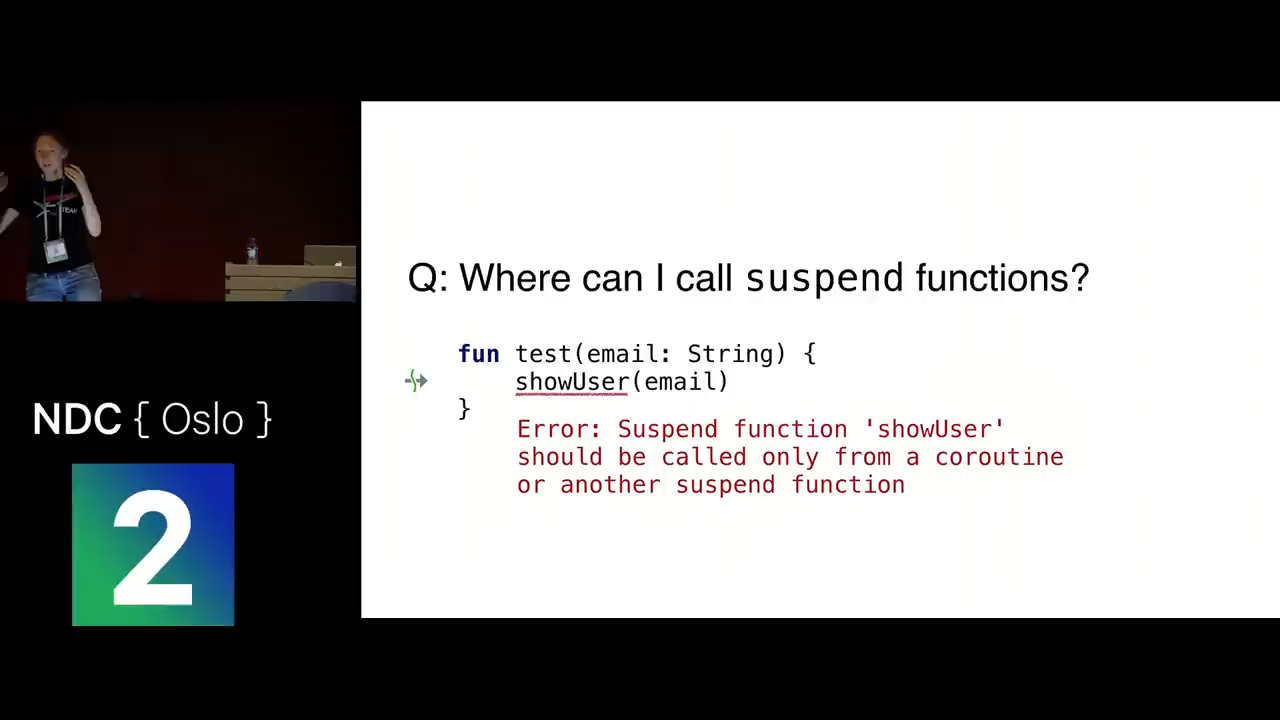 Q: Where can I call suspend functions?
fun test(email: String) {
showUser(email)
}
Error: Suspend function 'showUser'
should be called only from a coroutine
or another suspend function
TEAM
NDC { Oslo }
2